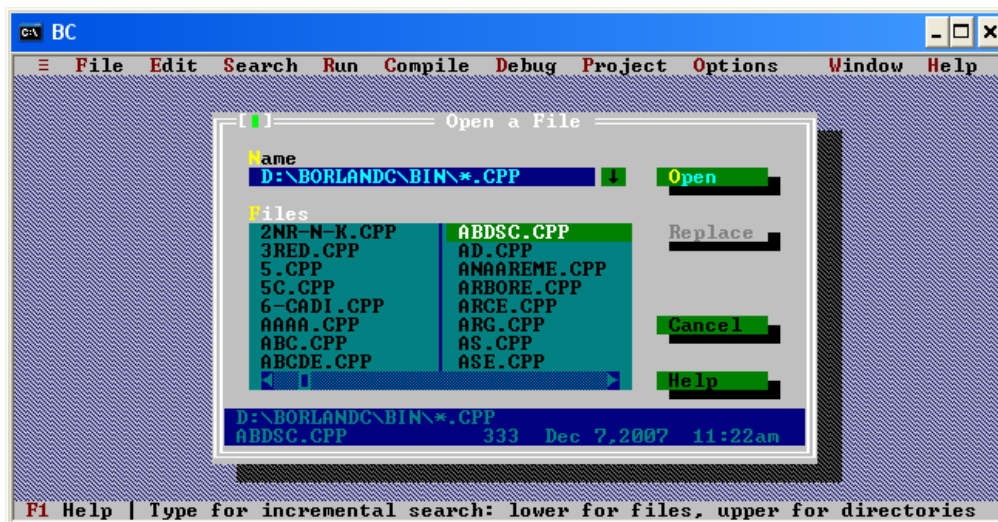 BC
≡ File Edit Search Run Compile Debug Project Options Window Help
Open a File
Name
D:\BORLANDC\BIN\*.CPP ↓
Open
Files
2NR-N-K.CPP ABDSC.CPP
Replace
3RED.CPP AD.CPP
5.CPP ANAAREME.CPP
5C.CPP ARBORE.CPP
6-CADI.CPP ARCE.CPP
AAAA.CPP ARG.CPP
Cancel
ABC.CPP AS.CPP
ABCDE.CPP ASE.CPP
Help
D:\BORLANDC\BIN\*.CPP
ABDSC.CPP 333 Dec 7,2007 11:22am
F1 Help | Type for incremental search: lower for files, upper for directories